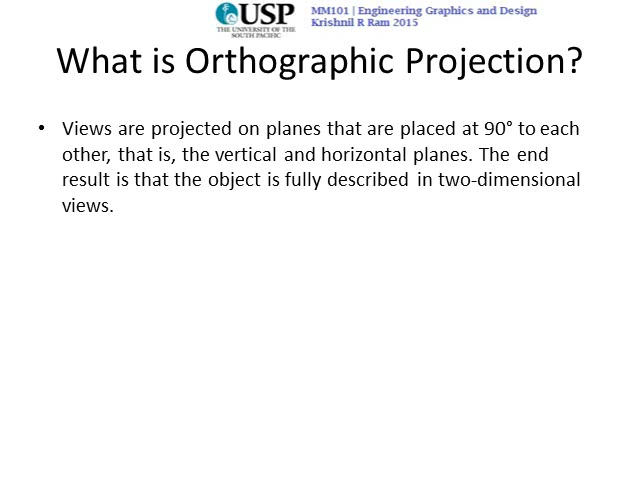 USP
THE UNIVERSITY OF THE
SOUTH PACIFIC
MM101 | Engineering Graphics and Design
Krishnil R Ram 2015
What is Orthographic Projection?
• Views are projected on planes that are placed at 90° to each
other, that is, the vertical and horizontal planes. The end
result is that the object is fully described in two-dimensional
views.